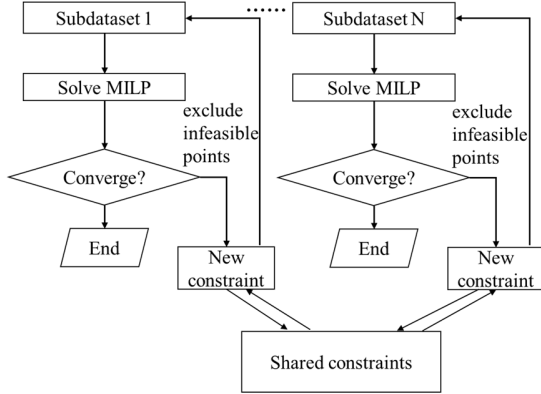 Subdataset 1
Solve MILP
exclude
infeasible
points
Converge?
End
New
constraint
......
Subdataset N
Solve MILP
exclude
infeasible
points
Converge?
End
New
constraint
Shared constraints